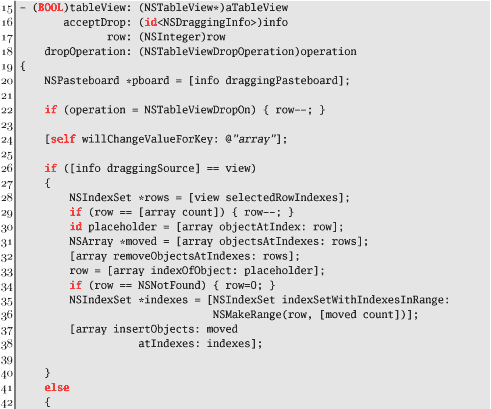 15 - (BOOL)tableView: (NSTableView*)aTableView
16 acceptDrop: (id<NSDraggingInfo>)info
17 row: (NSInteger)row
18 dropOperation: (NSTableViewDropOperation)operation
19 {
20 NSPasteboard *pboard = [info draggingPasteboard];
21
22 if (operation = NSTableViewDropOn) { row--; }
23
24 [self willChangeValueForKey: @"array"];
25
26 if ([info draggingSource] == view)
27 {
28 NSIndexSet *rows = [view selectedRowIndexes];
29 if (row == [array count]) { row--; }
30 id placeholder = [array objectAtIndex: row];
31 NSArray *moved = [array objectsAtIndexes: rows];
32 [array removeObjectsAtIndexes: rows];
33 row = [array indexOfObject: placeholder];
34 if (row == NSNotFound) { row=0; }
35 NSIndexSet *indexes = [NSIndexSet indexSetWithIndexesInRange:
36 NSMakeRange(row, [moved count])];
37 [array insertObjects: moved
38 atIndexes: indexes];
39
40 }
41 else
42 {